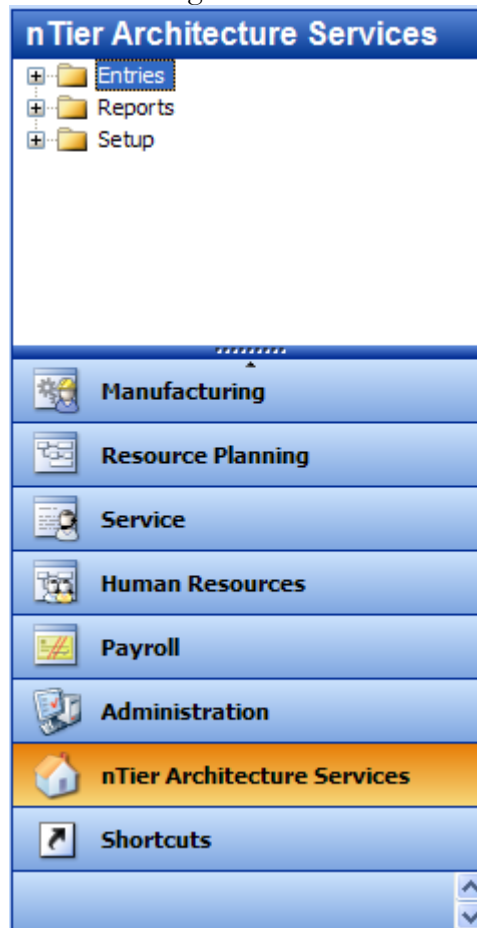 nTier Architecture Services
Entries
Reports
Setup
Manufacturing
Resource Planning
Service
Human Resources
Payroll
Administration
nTier Architecture Services
Shortcuts